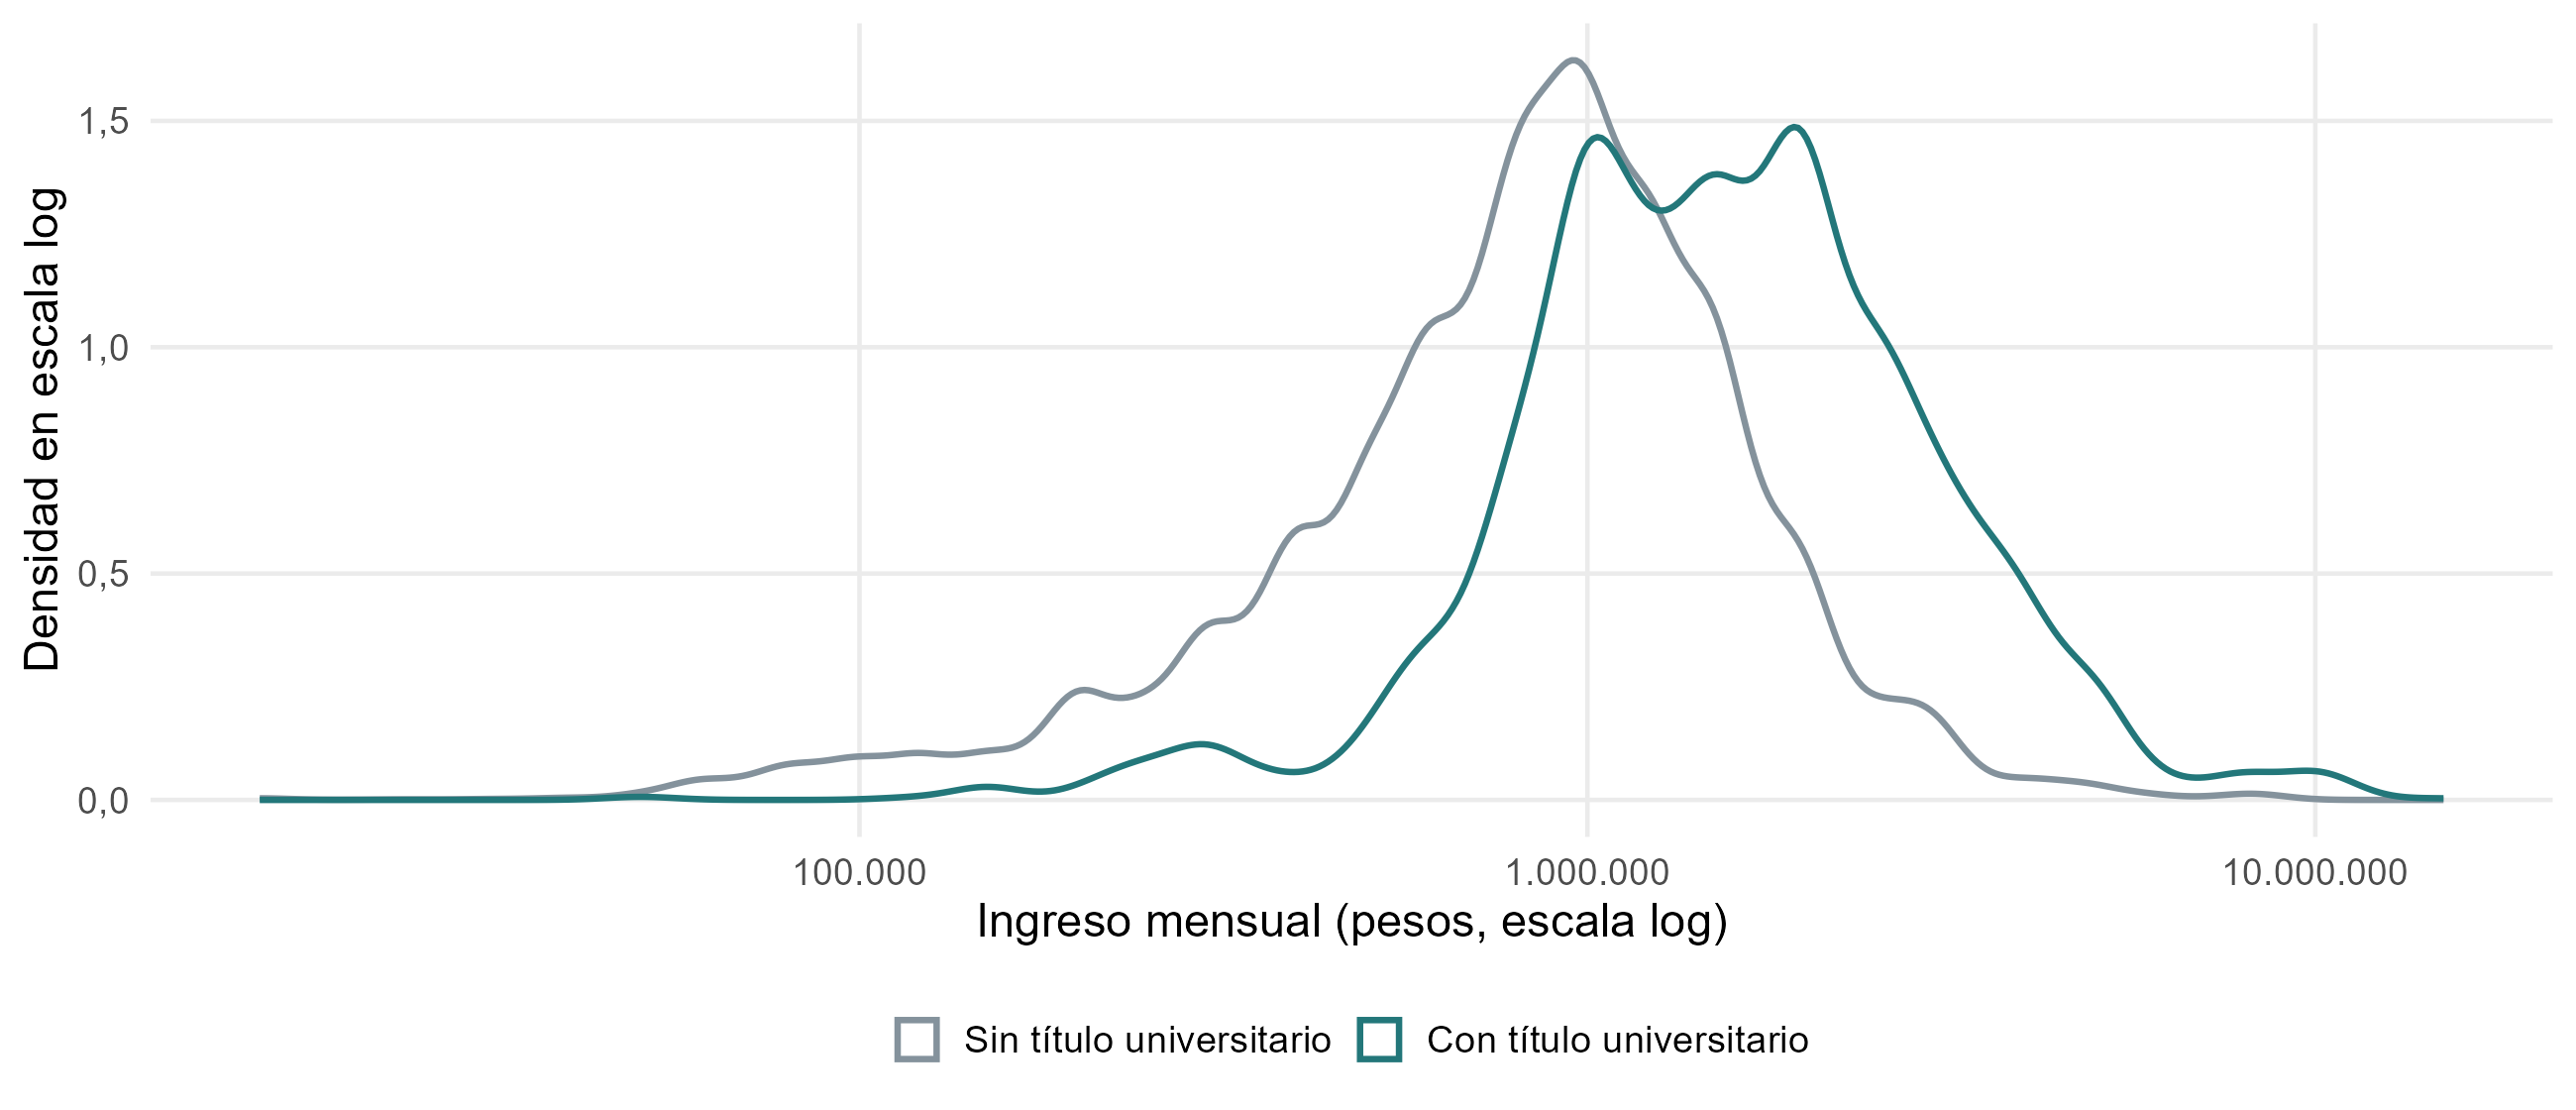 Densidad en escala log
1,5
1,0
0,5
0,0
100.000
1.000.000
10.000.000
Ingreso mensual (pesos, escala log)
Sin título universitario
Con título universitario